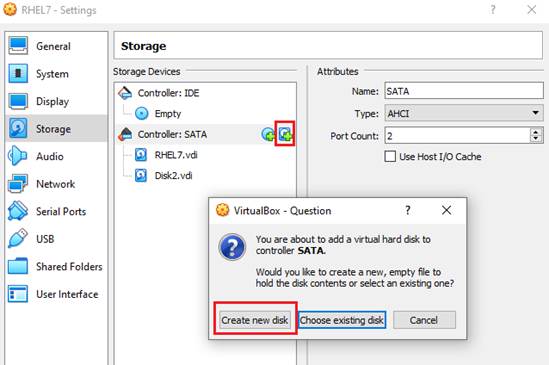 RHEL7 - Settings
General
System
Display
Storage
Audio
Network
Serial Ports
USB
Shared Folders
User Interface
Storage
Storage Devices
Controller: IDE
Empty
Controller: SATA
RHEL7.vdi
Disk2.vdi
Attributes
Name: SATA
Type: AHCI
Port Count: 2
Use Host I/O Cache
VirtualBox - Question
You are about to add a virtual hard disk to
controller SATA.
Would you like to create a new, empty file to
hold the disk contents or select an existing one?
Create new disk Choose existing disk Cancel